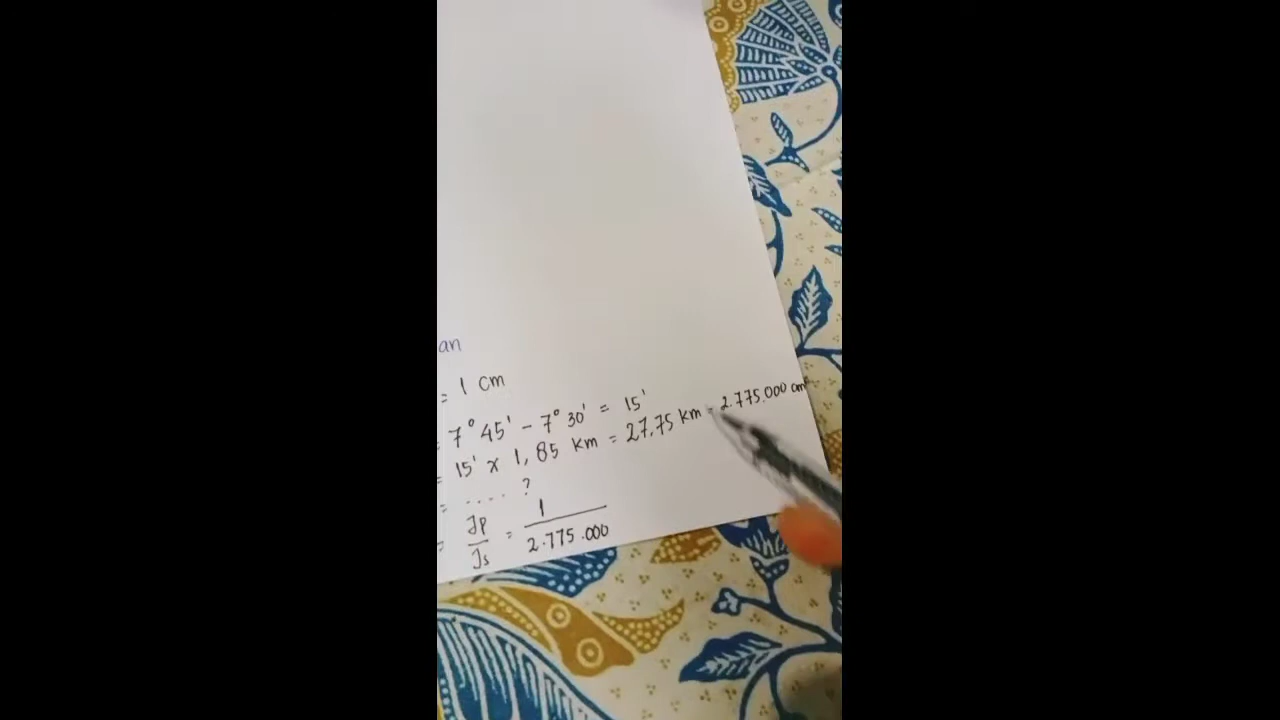 an
= 1 cm
= 7° 45' - 7° 30' = 15'
= 15' x 1,85 km = 27,75 km = 2.775.000 cm
= .... ?
= Jp/Js = 1/2.775.000